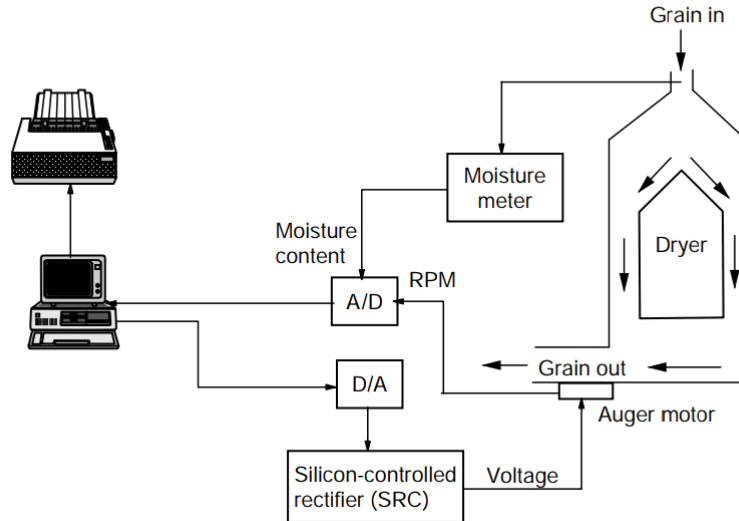 Grain in
Moisture
meter
Moisture
content
Dryer
RPM
A/D
Grain out
D/A
Auger motor
Silicon-controlled
rectifier (SRC)
Voltage